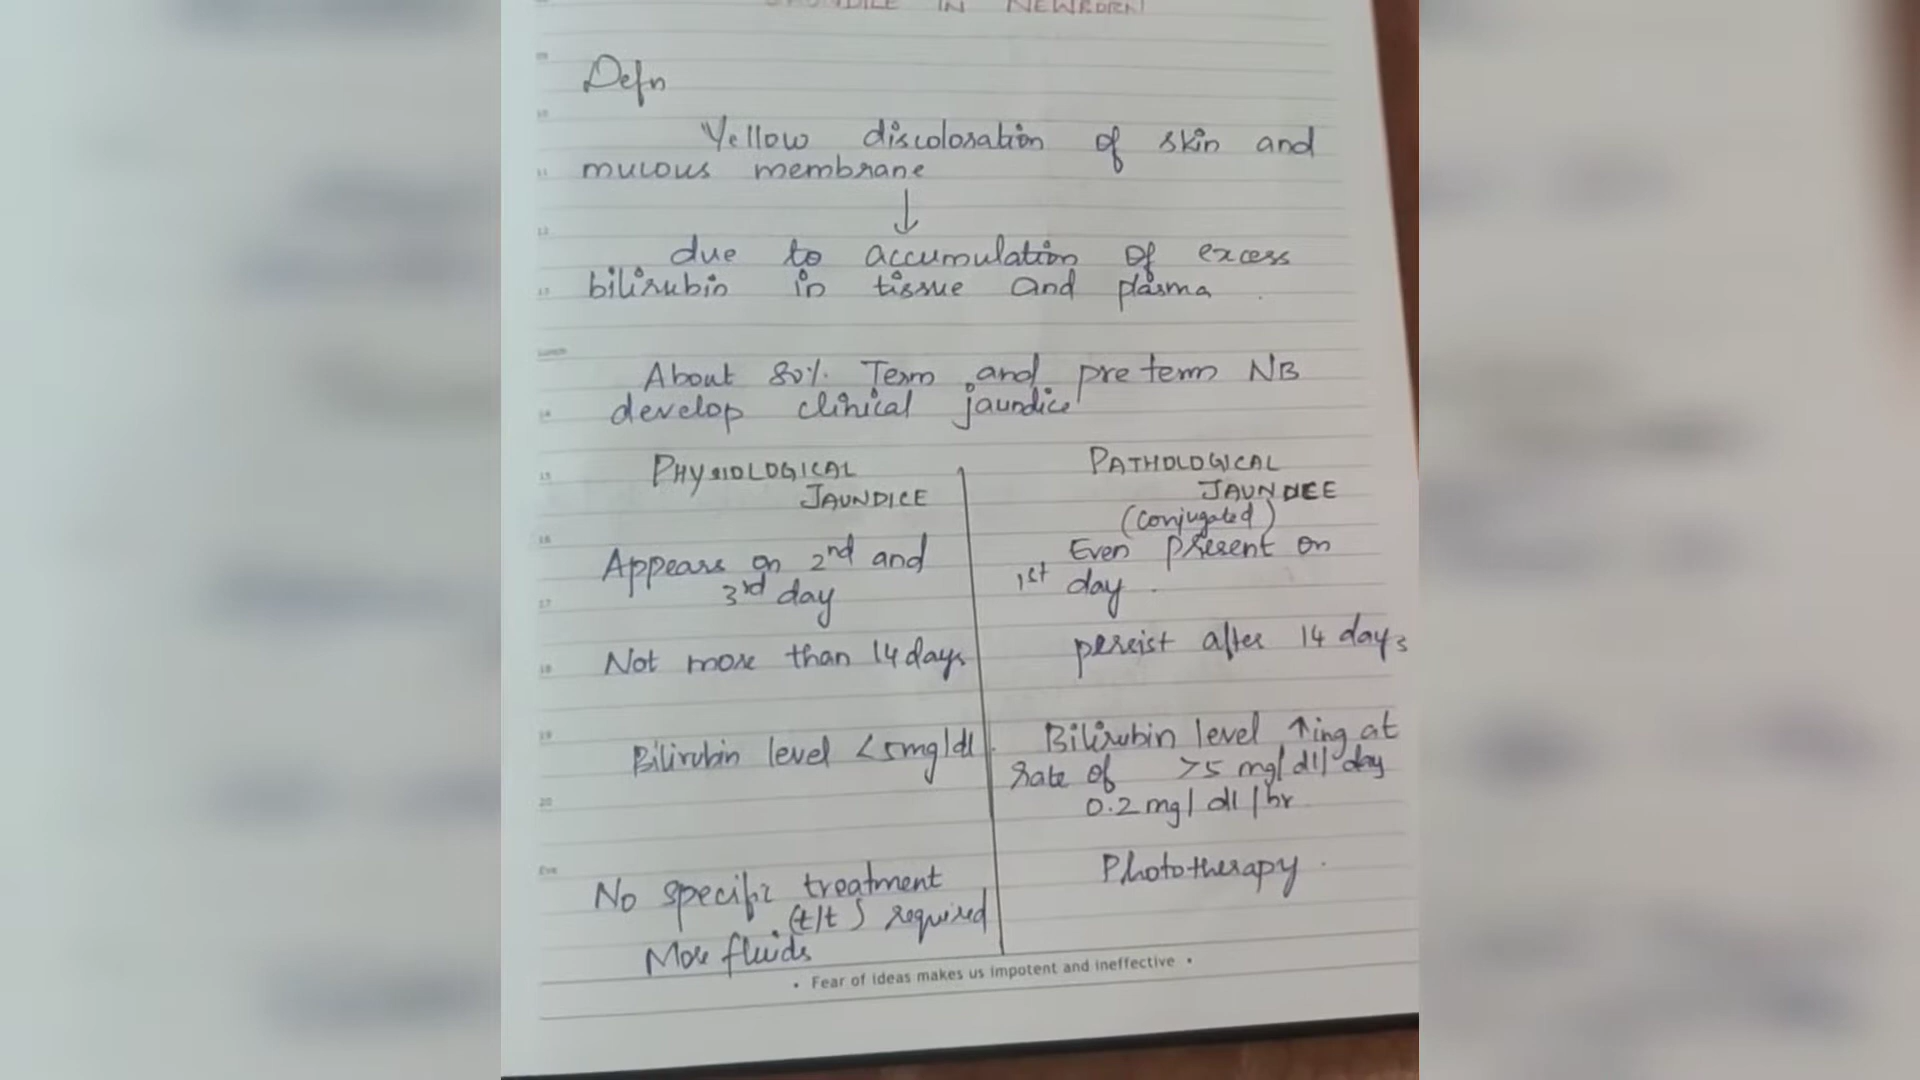 JAUNDICE IN NEWBORN
Defn
Yellow discoloration of skin and
mucous membrane
↓
due to accumulation of excess
bilirubin in tissue and plasma
About 80% Term and preterm NB
develop clinical jaundice
PHYSIOLOGICAL
JAUNDICE
Appears on 2nd and
3rd day
Not more than 14 days
Bilirubin level <5mg/dl
No specific treatment
(t/t) required
More fluids
PATHOLOGICAL
JAUNDICE
(conjugated)
Even present on
1st day.
persist after 14 days
Bilirubin level ↑ing at
rate of >5 mg/dl/day
0.2 mg/dl/hr
Phototherapy.
• Fear of ideas makes us impotent and ineffective •